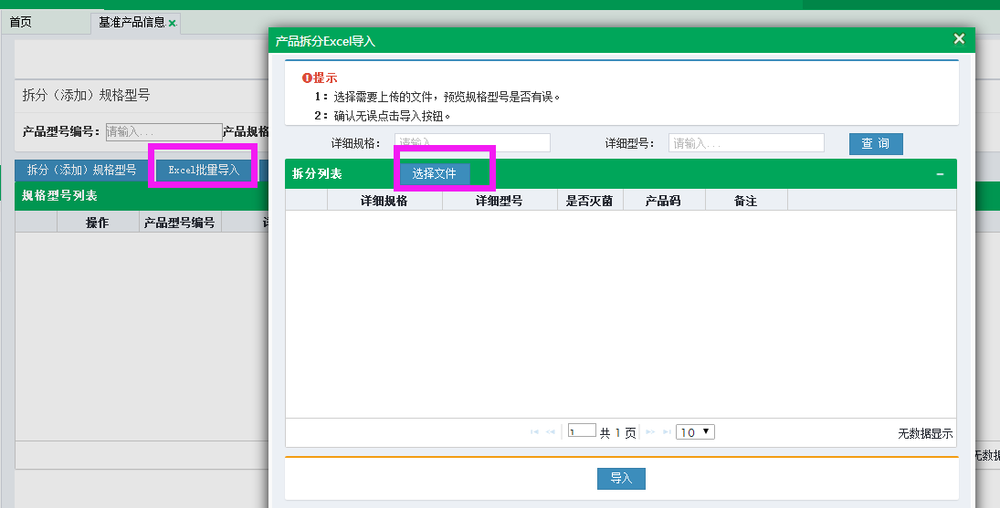 首页
基准产品信息
产品拆分Excel导入
提示
1：选择需要上传的文件，预览规格型号是否有误。
2：确认无误点击导入按钮。
拆分（添加）规格型号
产品型号编号： 请输入... 产品规格
详细规格： 请输入... 详细型号： 请输入... 查 询
拆分（添加）规格型号 Excel批量导入
拆分列表 选择文件
规格型号列表
详细规格 详细型号 是否灭菌 产品码 备注
操作 产品型号编号 详
1 共 1 页 10 无数据显示
无数据
导入